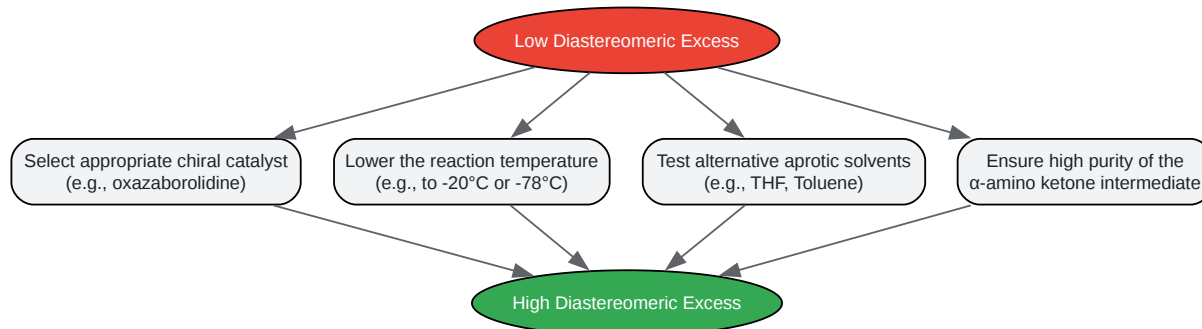 Low Diastereomeric Excess
Select appropriate chiral catalyst
(e.g., oxazaborolidine)
Lower the reaction temperature
(e.g., to -20°C or -78°C)
Test alternative aprotic solvents
(e.g., THF, Toluene)
Ensure high purity of the
α-amino ketone intermediate
High Diastereomeric Excess